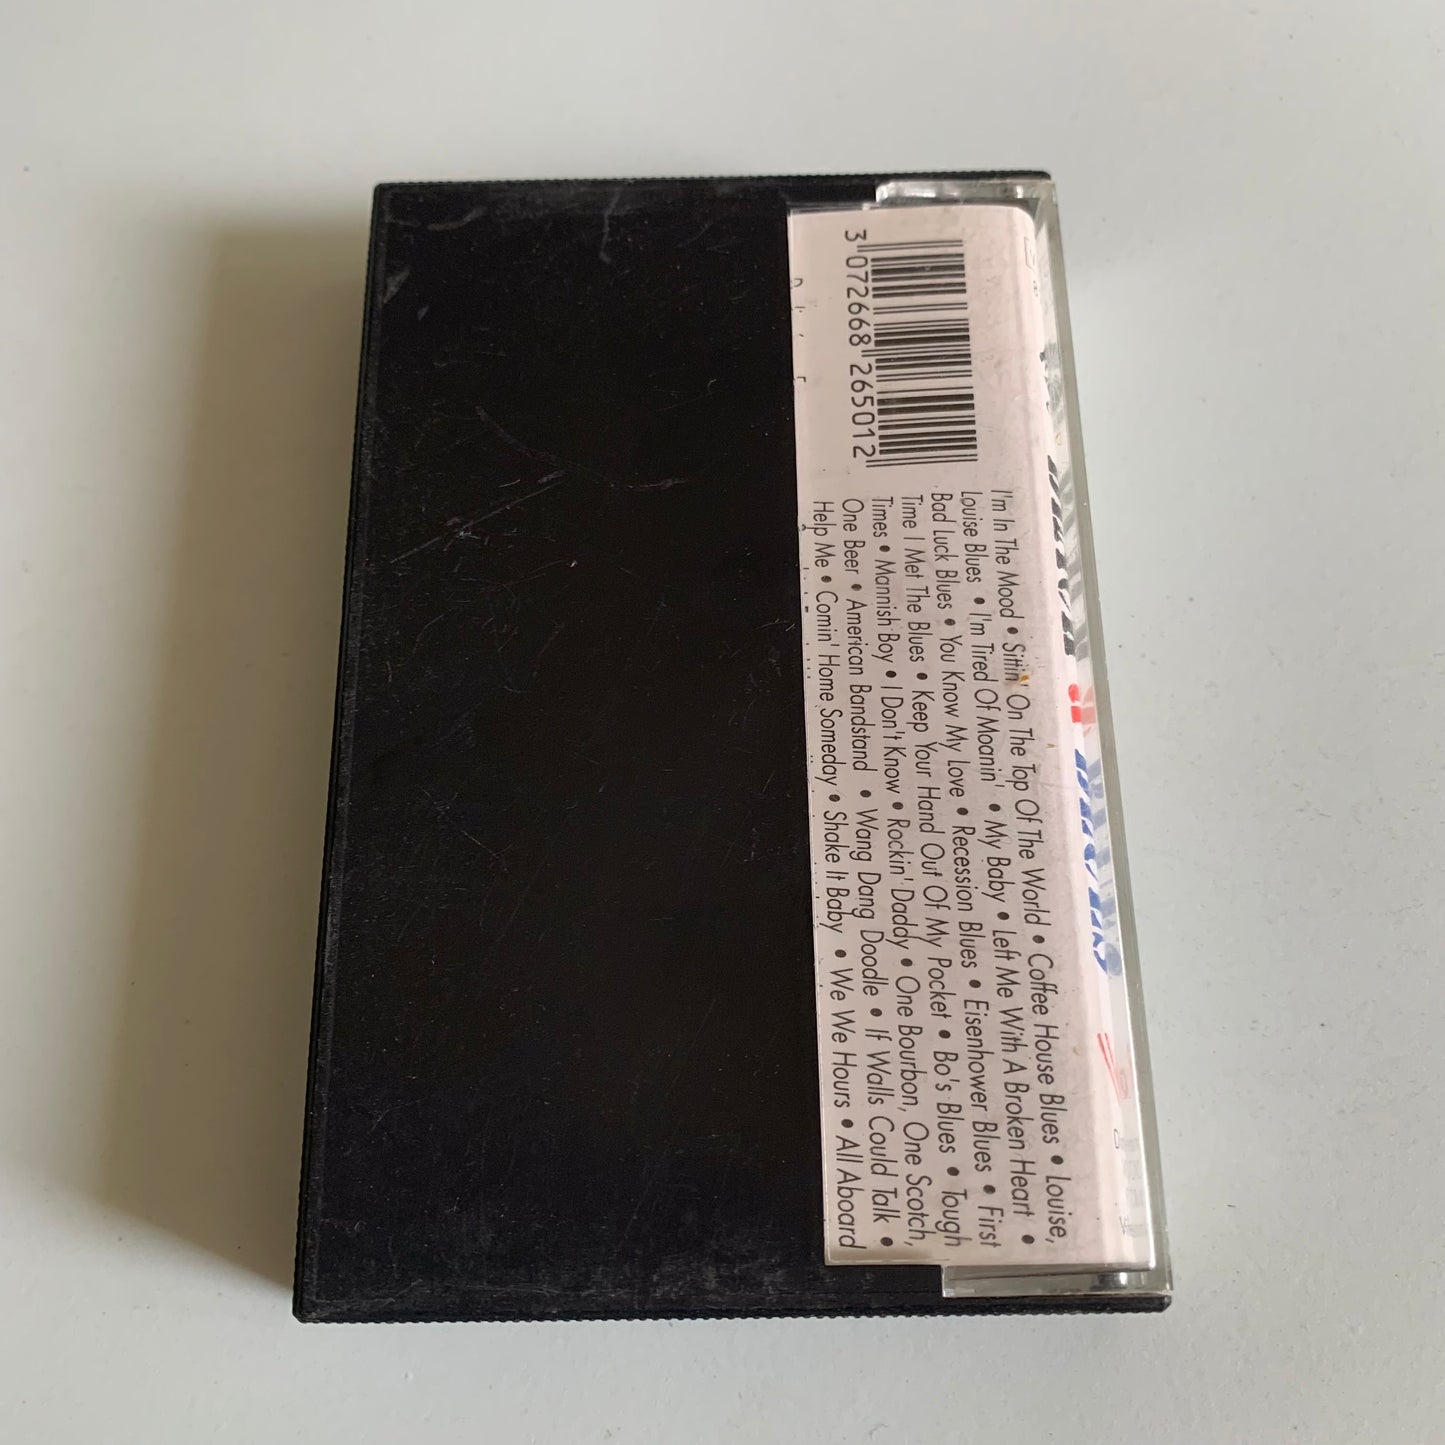 3 072668 265012
I'm In The Mood • Sittin' On The Top Of The World • Coffee House Blues • Louise,
Louise Blues • I'm Tired Of Moanin' • My Baby • Left Me With A Broken Heart •
Bad Luck Blues • You Know My Love • Recession Blues • Eisenhower Blues • First
Time I Met The Blues • Keep Your Hand Out Of My Pocket • Bo's Blues • Tough
Times • Mannish Boy • I Don't Know • Rockin' Daddy • One Bourbon, One Scotch,
One Beer • American Bandstand • Wang Dang Doodle • If Walls Could Talk •
Help Me • Comin' Home Someday • Shake It Baby • We We Hours • All Aboard